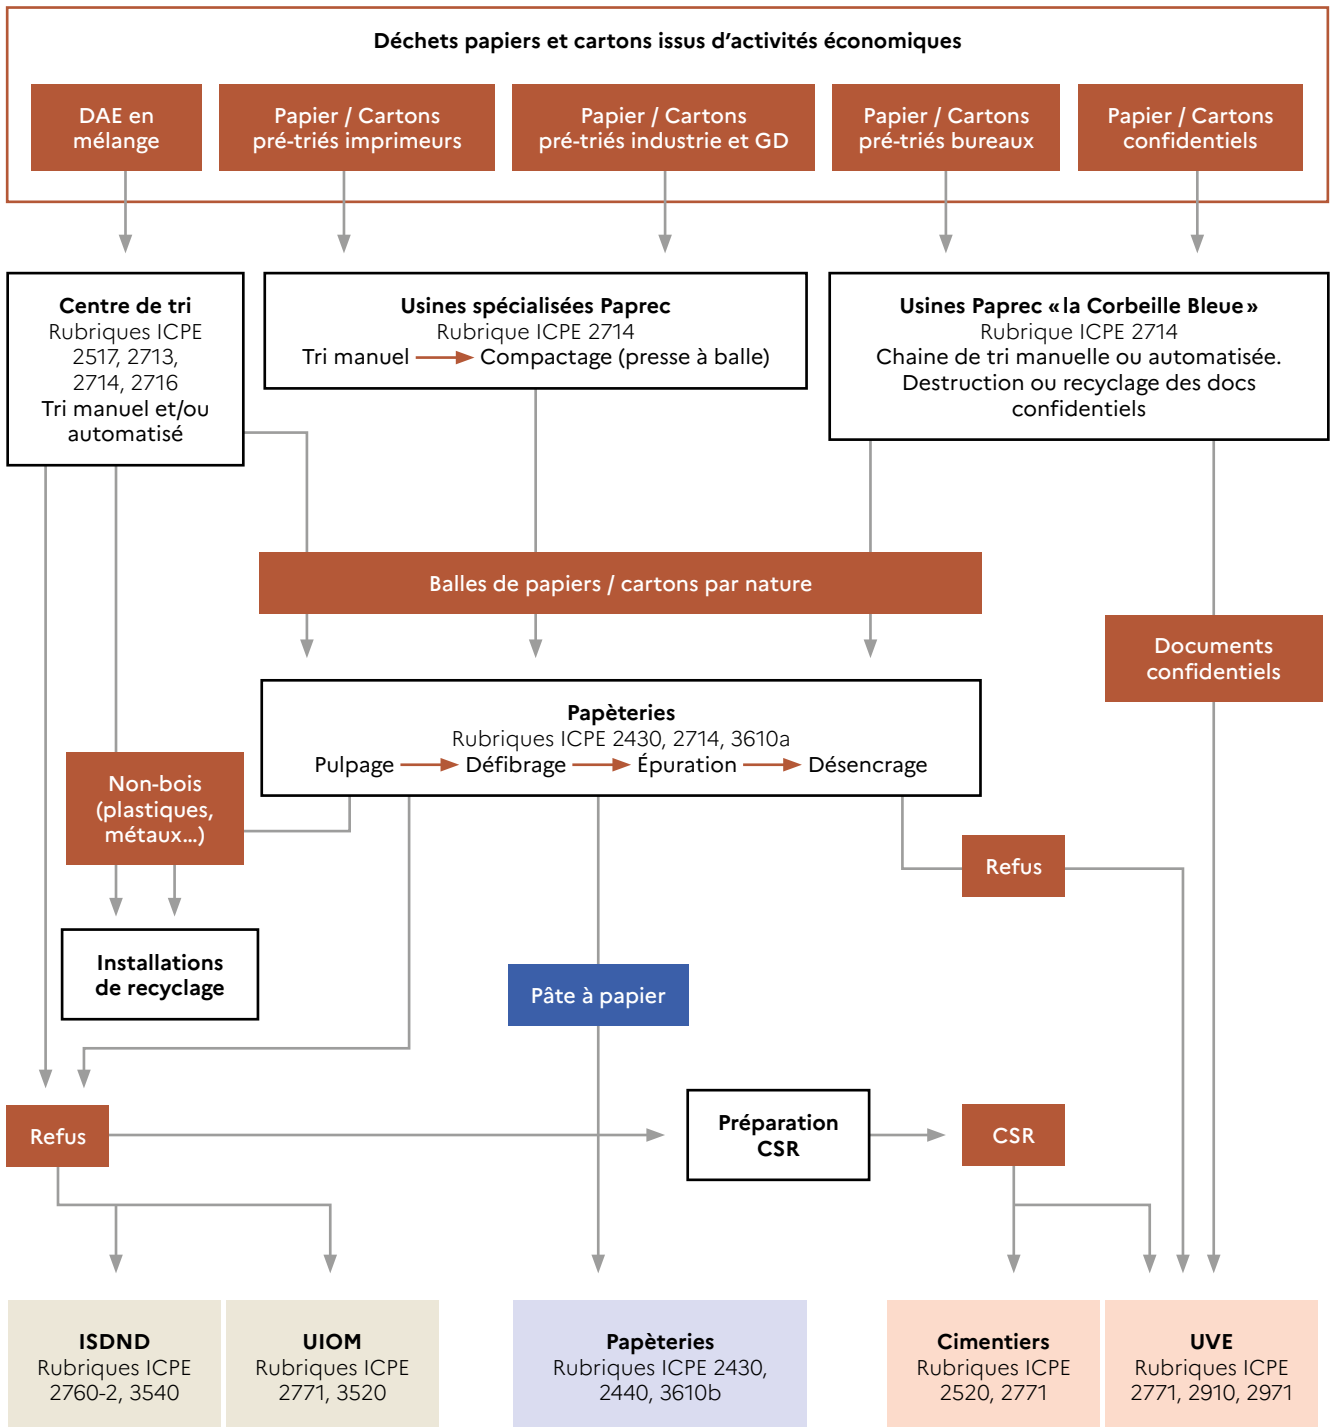 Déchets papiers et cartons issus d'activités économiques
DAE en
mélange
Papier / Cartons
pré-triés imprimeurs
Papier / Cartons
pré-triés industrie et GD
Papier / Cartons
pré-triés bureaux
Papier / Cartons
confidentiels
Centre de tri
Rubriques ICPE
2517, 2713,
2714, 2716
Tri manuel et/ou
automatisé
Usines spécialisées Paprec
Rubrique ICPE 2714
Tri manuel Compactage (presse à balle)
Usines Paprec «la Corbeille Bleue»
Rubrique ICPE 2714
Chaine de tri manuelle ou automatisée.
Destruction ou recyclage des docs
confidentiels
Balles de papiers / cartons par nature
Documents
confidentiels
Papèteries
Rubriques ICPE 2430, 2714, 3610a
Pulpage Défibrage Épuration Désencrage
Non-bois
(plastiques,
métaux...)
Refus
Installations
de recyclage
Pâte à papier
Refus
Préparation
CSR
CSR
ISDND
Rubriques ICPE
2760-2, 3540
UIOM
Rubriques ICPE
2771, 3520
Papèteries
Rubriques ICPE 2430,
2440, 3610b
Cimentiers
Rubriques ICPE
2520, 2771
UVE
Rubriques ICPE
2771, 2910, 2971